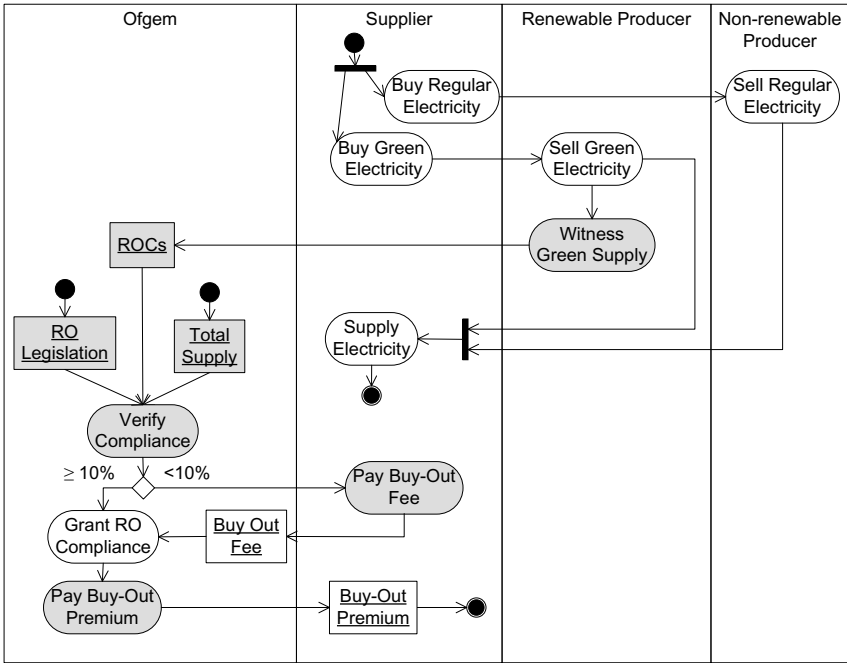 Ofgem
Supplier
Renewable Producer
Non-renewable
Producer
Buy Regular
Electricity
Sell Regular
Electricity
Buy Green
Electricity
Sell Green
Electricity
Witness
Green Supply
ROCs
RO
Legislation
Total
Supply
Supply
Electricity
Verify
Compliance
≥ 10%
<10%
Pay Buy-Out
Fee
Grant RO
Compliance
Buy Out
Fee
Pay Buy-Out
Premium
Buy-Out
Premium